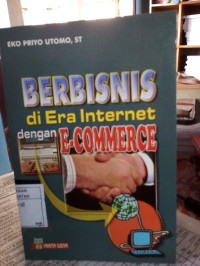 EKO PRIYO UTOMO, ST
BERBISNIS
di Era Internet
dengan
E-COMMERCE